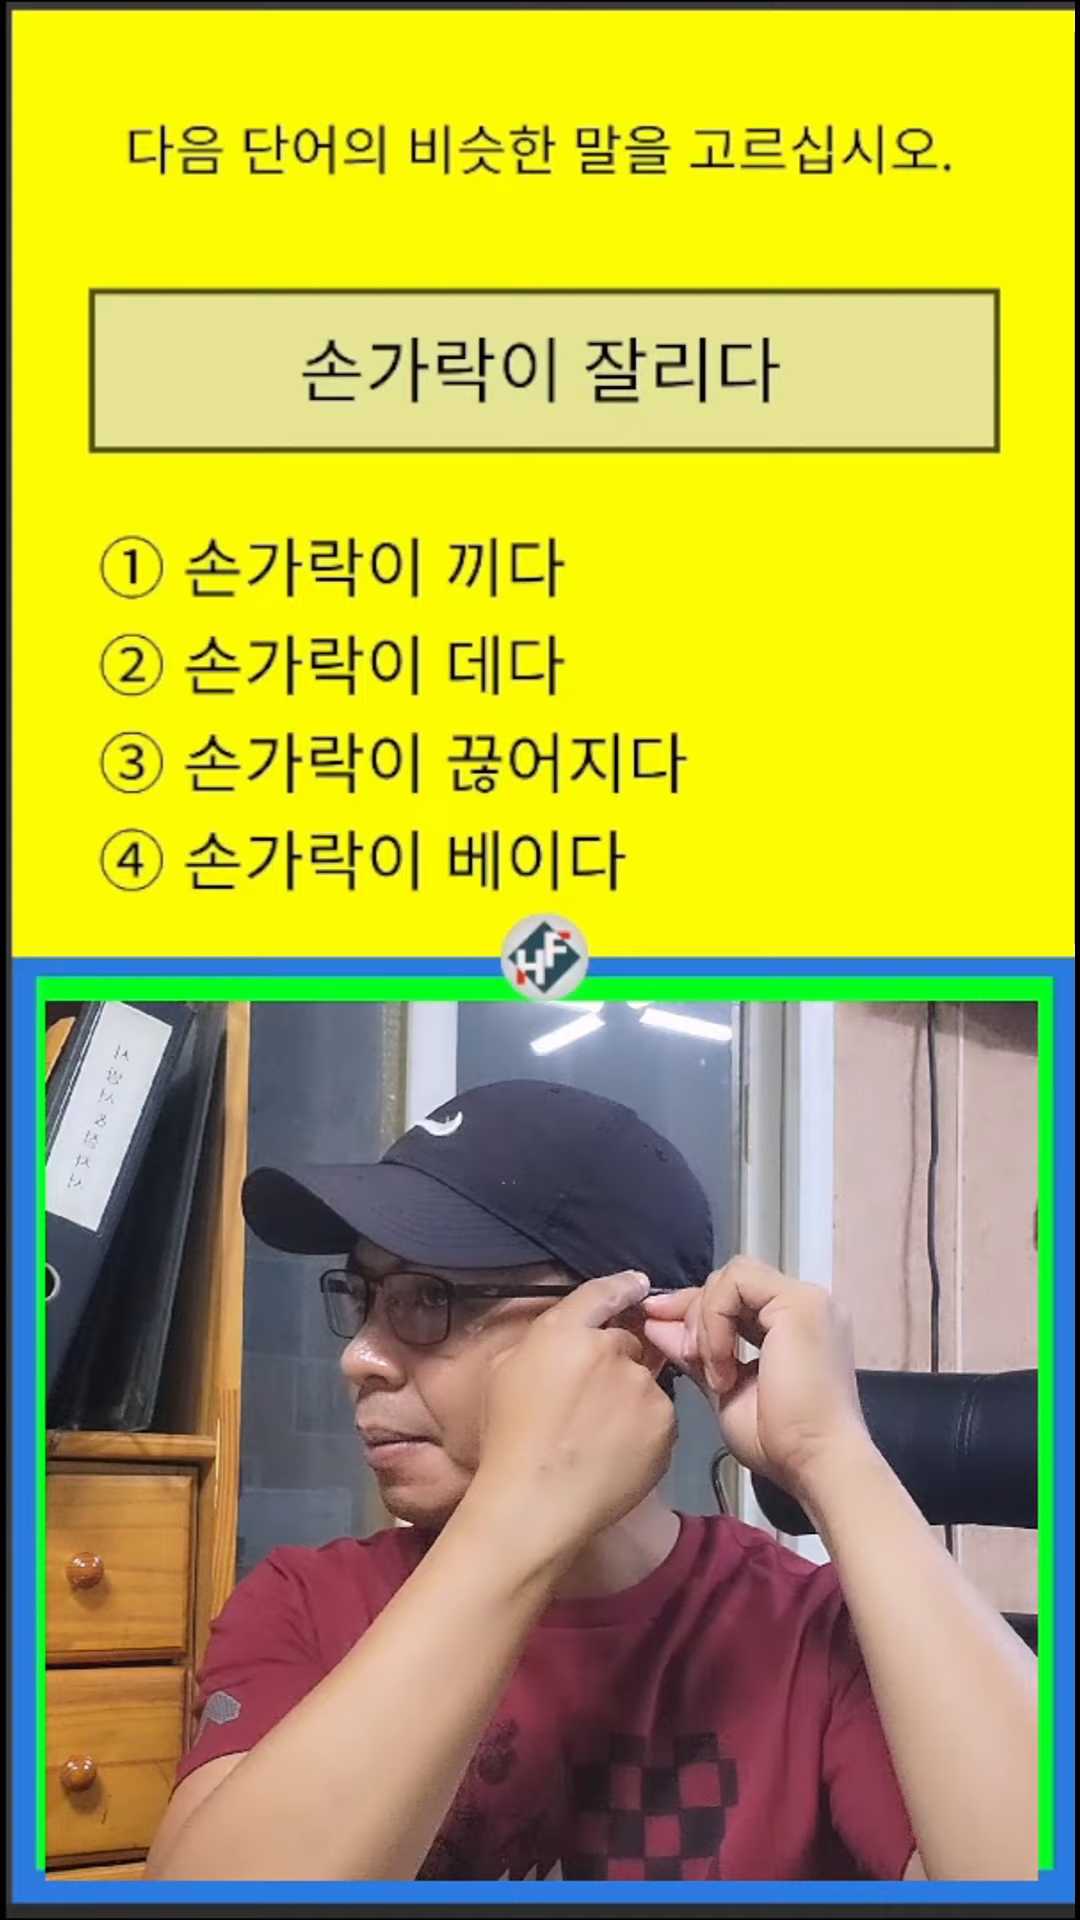 다음 단어의 비슷한 말을 고르십시오.
손가락이 잘리다
① 손가락이 끼다
② 손가락이 데다
③ 손가락이 끊어지다
④ 손가락이 베이다
HF